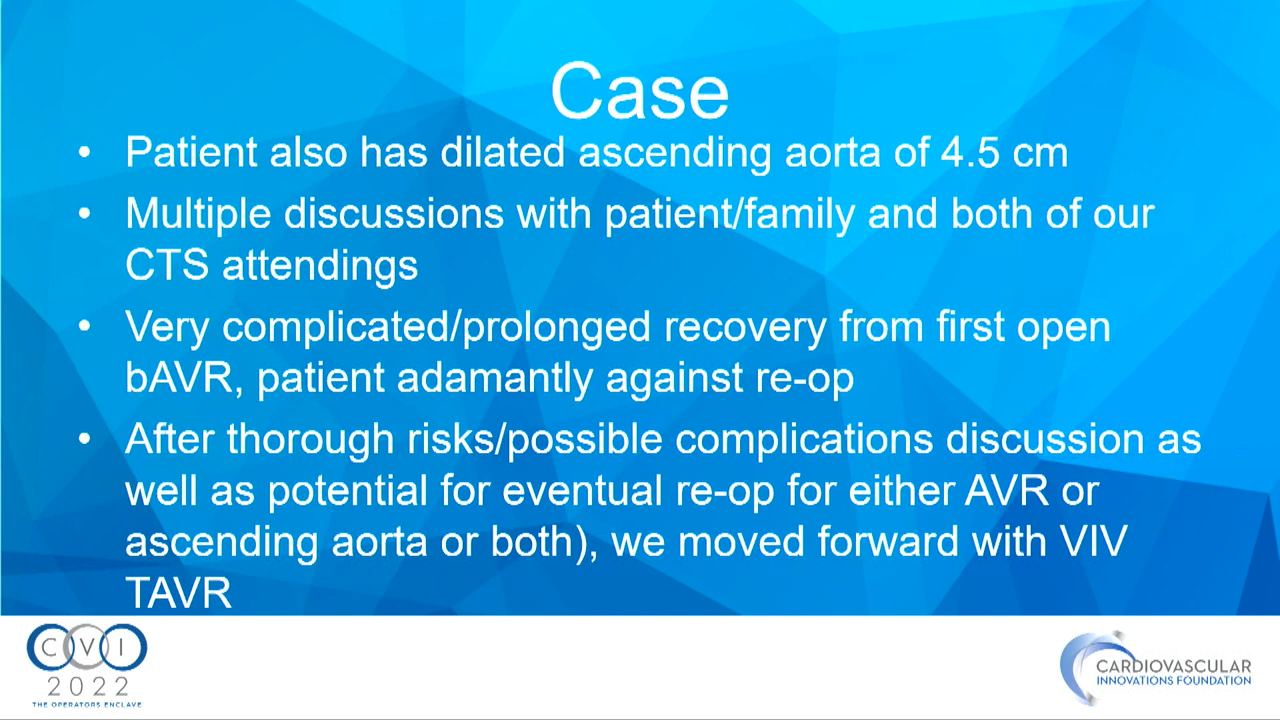 Case
• Patient also has dilated ascending aorta of 4.5 cm
• Multiple discussions with patient/family and both of our
CTS attendings
• Very complicated/prolonged recovery from first open
bAVR, patient adamantly against re-op
• After thorough risks/possible complications discussion as
well as potential for eventual re-op for either AVR or
ascending aorta or both), we moved forward with VIV
TAVR
CVI
2022
THE OPERATORS ENCLAVE
CARDIOVASCULAR
INNOVATIONS FOUNDATION